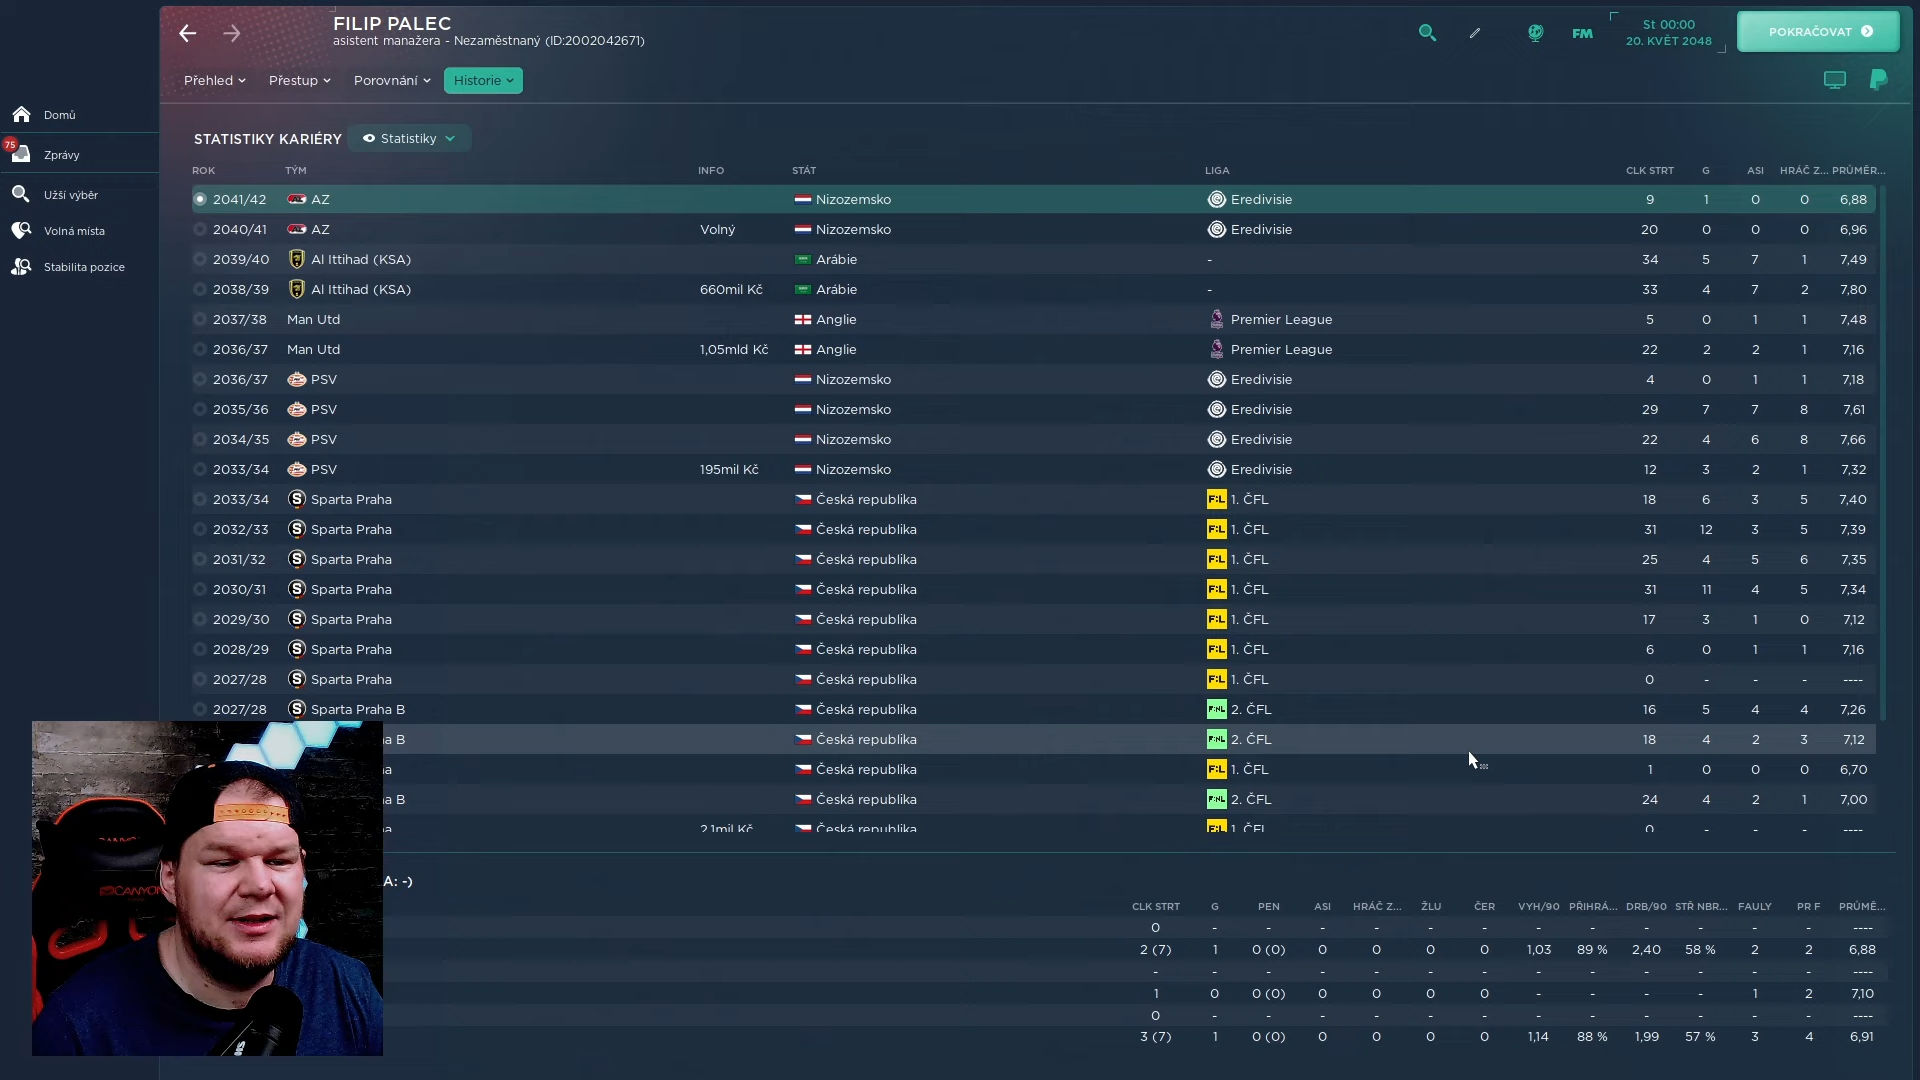 FILIP PALEC
asistent manažera - Nezaměstnaný (ID:2002042671)
FM
St 00:00
20. KVĚT 2048
POKRAČOVAT
Přehled Přestup Porovnání Historie
Domů
75
Zprávy
Užší výběr
Volná místa
Stabilita pozice
STATISTIKY KARIÉRY Statistiky
ROK TÝM INFO STÁT LIGA CLK STRT G ASI HRÁČ Z... PRŮMĚR...
2041/42 AZ Nizozemsko Eredivisie 9 1 0 0 6,88
2040/41 AZ Volný Nizozemsko Eredivisie 20 0 0 0 6,96
2039/40 Al Ittihad (KSA) Arábie - 34 5 7 1 7,49
2038/39 Al Ittihad (KSA) 660mil Kč Arábie - 33 4 7 2 7,80
2037/38 Man Utd Anglie Premier League 5 0 1 1 7,48
2036/37 Man Utd 1,05mld Kč Anglie Premier League 22 2 2 1 7,16
2036/37 PSV Nizozemsko Eredivisie 4 0 1 1 7,18
2035/36 PSV Nizozemsko Eredivisie 29 7 7 8 7,61
2034/35 PSV Nizozemsko Eredivisie 22 4 6 8 7,66
2033/34 PSV 195mil Kč Nizozemsko Eredivisie 12 3 2 1 7,32
2033/34 Sparta Praha Česká republika 1. ČFL 18 6 3 5 7,40
2032/33 Sparta Praha Česká republika 1. ČFL 31 12 3 5 7,39
2031/32 Sparta Praha Česká republika 1. ČFL 25 4 5 6 7,35
2030/31 Sparta Praha Česká republika 1. ČFL 31 11 4 5 7,34
2029/30 Sparta Praha Česká republika 1. ČFL 17 3 1 0 7,12
2028/29 Sparta Praha Česká republika 1. ČFL 6 0 1 1 7,16
2027/28 Sparta Praha Česká republika 1. ČFL 0 - - - ----
2027/28 Sparta Praha B Česká republika 2. ČFL 16 5 4 4 7,26
a B Česká republika 2. ČFL 18 4 2 3 7,12
a Česká republika 1. ČFL 1 0 0 0 6,70
a B Česká republika 2. ČFL 24 4 2 1 7,00
a 2,1mil Kč Česká republika 1. ČFL 0 - - - ----
A: -)
CLK STRT G PEN ASI HRÁČ Z... ŽLU ČER VYH/90 PŘIHRÁ... DRB/90 STŘ NBR... FAULY PR F PRŮMĚ...
0 - - - - - - - - - - - - ----
2 (7) 1 0 (0) 0 0 0 0 1,03 89 % 2,40 58 % 2 2 6,88
- - - - - - - - - - - - - ----
1 0 0 (0) 0 0 0 0 - - - - 1 2 7,10
0 - - - - - - - - - - - - ----
3 (7) 1 0 (0) 0 0 0 0 1,14 88 % 1,99 57 % 3 4 6,91
CANYON